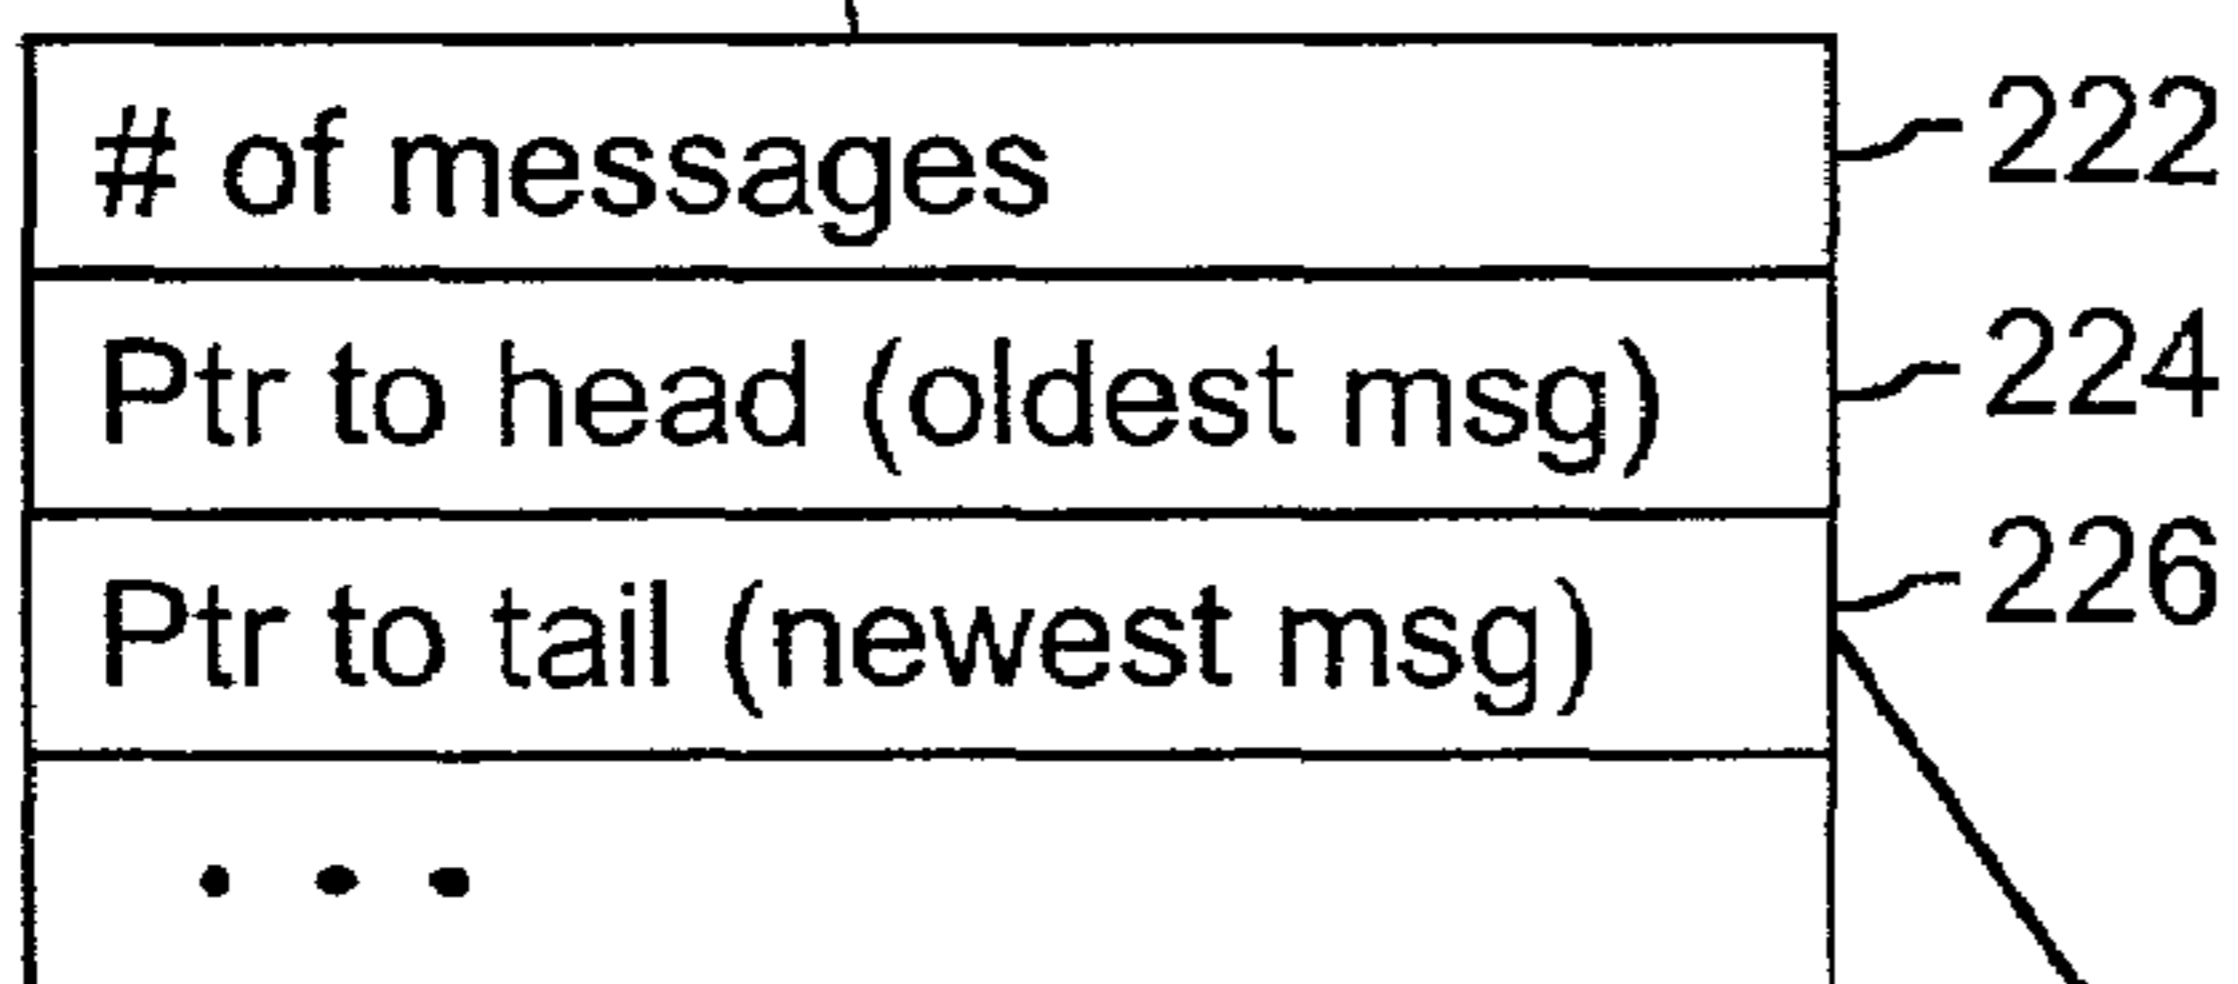 # of messages 222
Ptr to head (oldest msg) 224
Ptr to tail (newest msg) 226
• • •